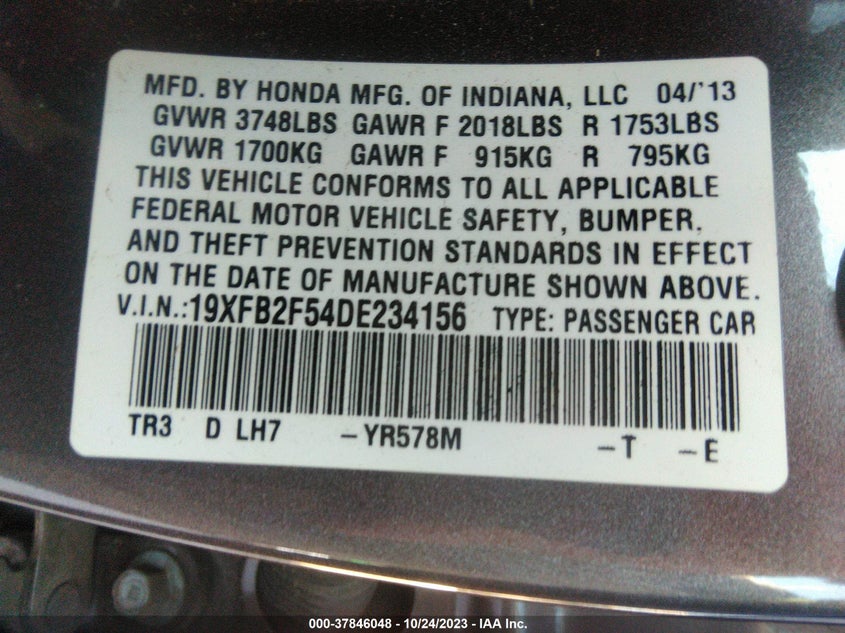 MFD. BY HONDA MFG. OF INDIANA, LLC 04/'13
GVWR 3748LBS GAWR F 2018LBS R 1753LBS
GVWR 1700KG GAWR F 915KG R 795KG
THIS VEHICLE CONFORMS TO ALL APPLICABLE
FEDERAL MOTOR VEHICLE SAFETY, BUMPER,
AND THEFT PREVENTION STANDARDS IN EFFECT
ON THE DATE OF MANUFACTURE SHOWN ABOVE.
V.I.N.:19XFB2F54DE234156 TYPE: PASSENGER CAR
TR3 D LH7 -YR578M -T -E
000-37846048 - 10/24/2023 - IAA Inc.